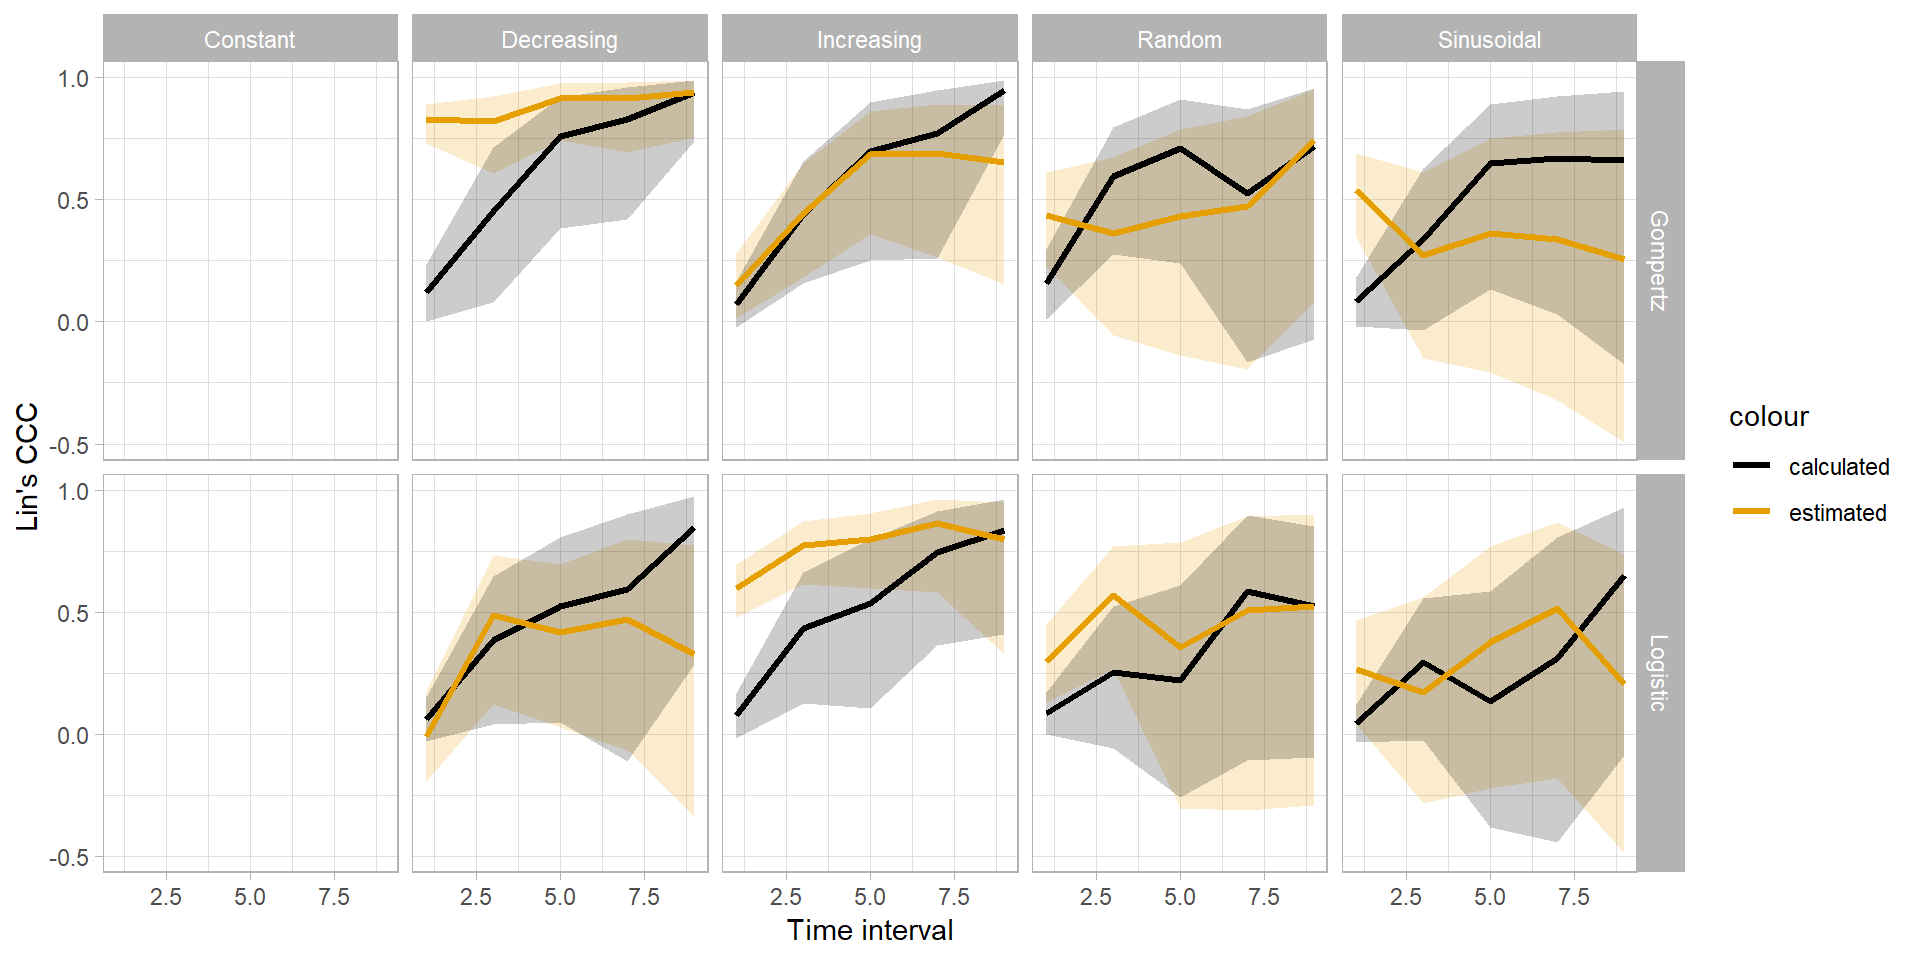 Constant Decreasing Increasing Random Sinusoidal
1.0
0.5
0.0
-0.5
Gompertz
1.0
0.5
0.0
-0.5
Logistic
Lin's CCC
2.5 5.0 7.5 2.5 5.0 7.5 2.5 5.0 7.5 2.5 5.0 7.5 2.5 5.0 7.5
Time interval
colour
calculated
estimated